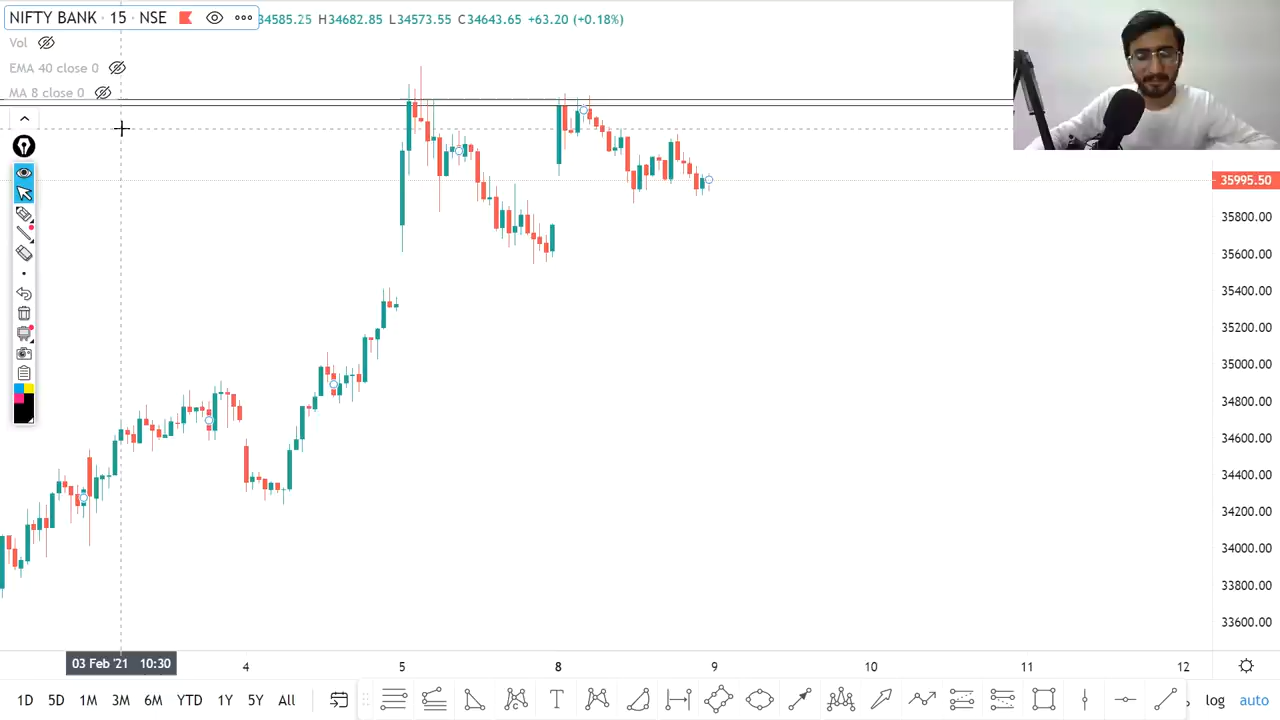 NIFTY BANK · 15 · NSE 34585.25 H34682.85 L34573.55 C34643.65 +63.20 (+0.18%)
Vol
EMA 40 close 0
MA 8 close 0
35995.50
35800.00
35600.00
35400.00
35200.00
35000.00
34800.00
34600.00
34400.00
34200.00
34000.00
33800.00
33600.00
03 Feb '21 10:30 4 5 8 9 10 11 12
1D 5D 1M 3M 6M YTD 1Y 5Y All log auto